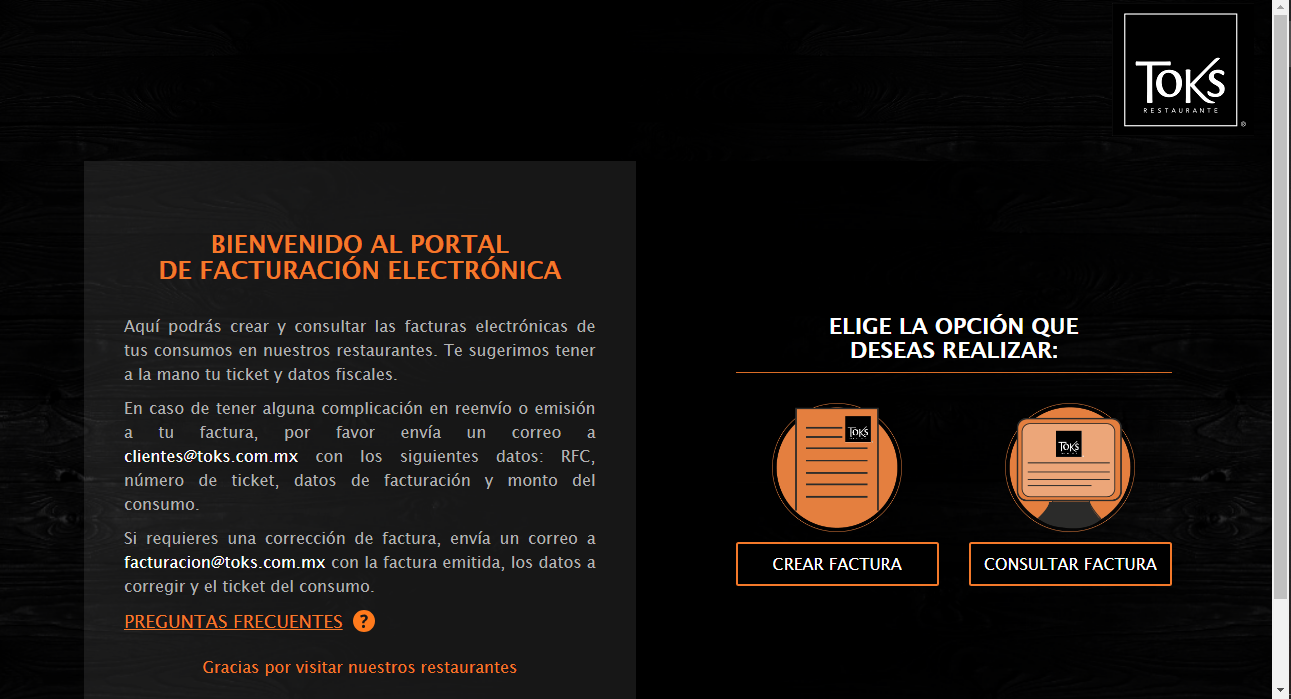 TOKS
RESTAURANTE
®
BIENVENIDO AL PORTAL
DE FACTURACIÓN ELECTRÓNICA
Aquí podrás crear y consultar las facturas electrónicas de
tus consumos en nuestros restaurantes. Te sugerimos tener
a la mano tu ticket y datos fiscales.
En caso de tener alguna complicación en reenvío o emisión
a tu factura, por favor envía un correo a
clientes@toks.com.mx con los siguientes datos: RFC,
número de ticket, datos de facturación y monto del
consumo.
Si requieres una corrección de factura, envía un correo a
facturacion@toks.com.mx con la factura emitida, los datos a
corregir y el ticket del consumo.
PREGUNTAS FRECUENTES ?
Gracias por visitar nuestros restaurantes
ELIGE LA OPCIÓN QUE
DESEAS REALIZAR:
TOKS
TOKS
CREAR FACTURA
CONSULTAR FACTURA